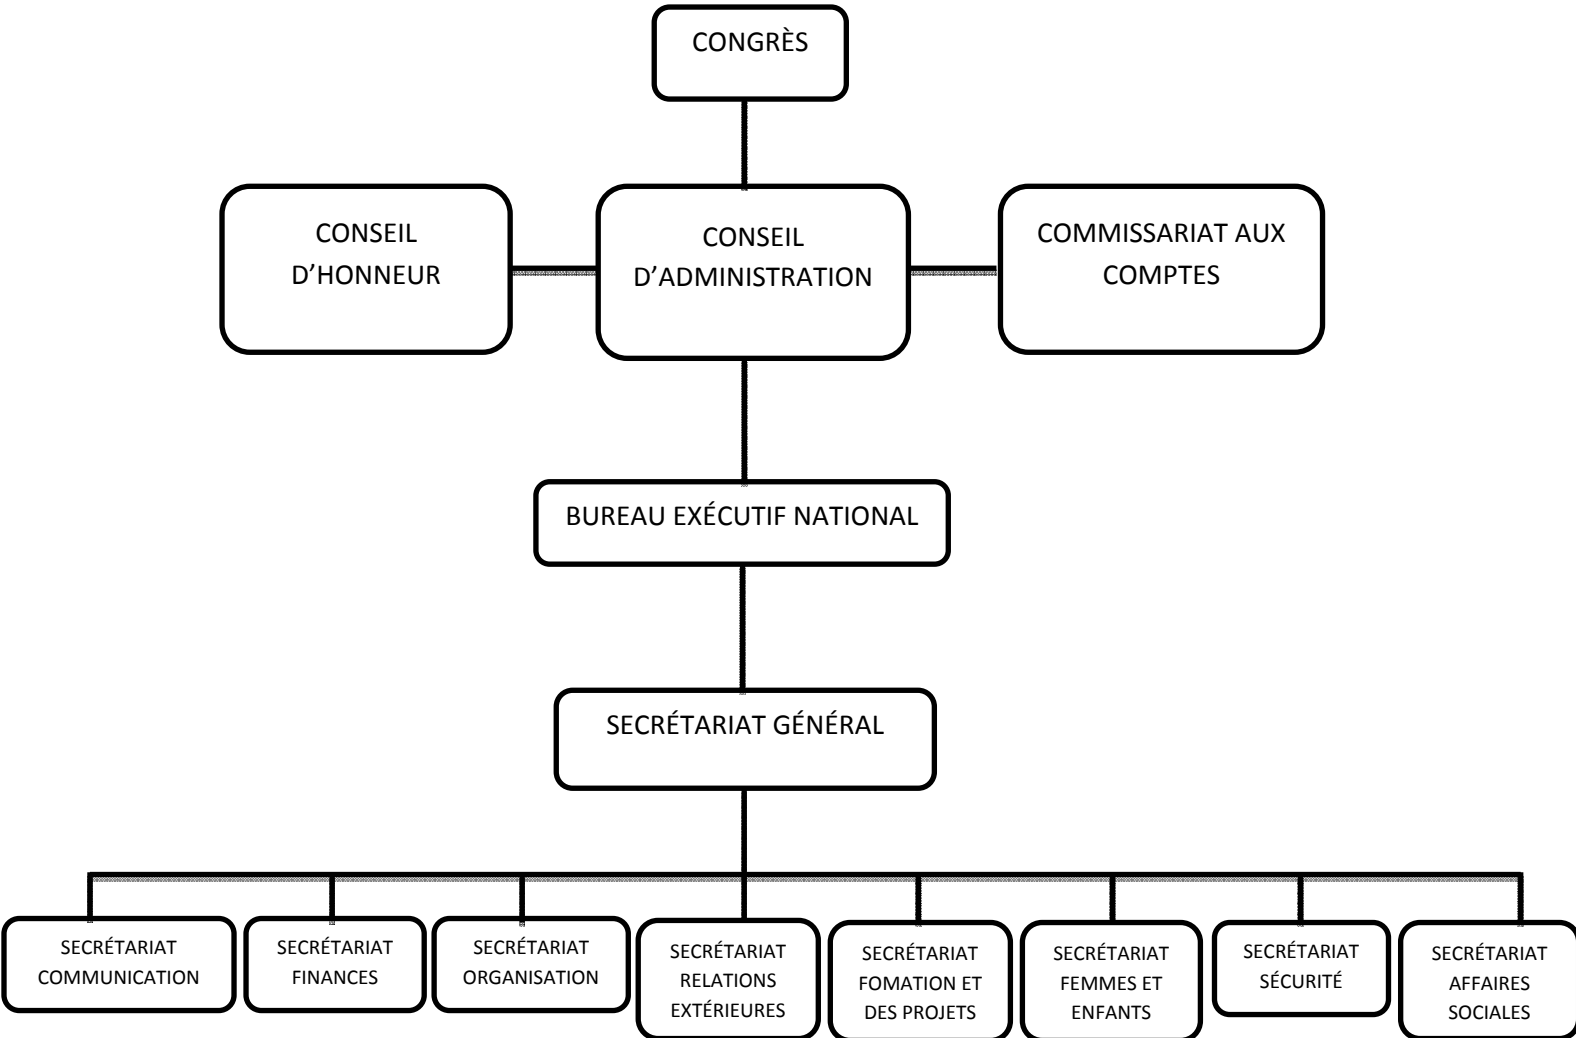 CONGRÈS
CONSEIL
D’HONNEUR
CONSEIL
D’ADMINISTRATION
COMMISSARIAT AUX
COMPTES
BUREAU EXÉCUTIF NATIONAL
SECRÉTARIAT GÉNÉRAL
SECRÉTARIAT
COMMUNICATION
SECRÉTARIAT
FINANCES
SECRÉTARIAT
ORGANISATION
SECRÉTARIAT
RELATIONS
EXTÉRIEURES
SECRÉTARIAT
FOMATION ET
DES PROJETS
SECRÉTARIAT
FEMMES ET
ENFANTS
SECRÉTARIAT
SÉCURITÉ
SECRÉTARIAT
AFFAIRES
SOCIALES